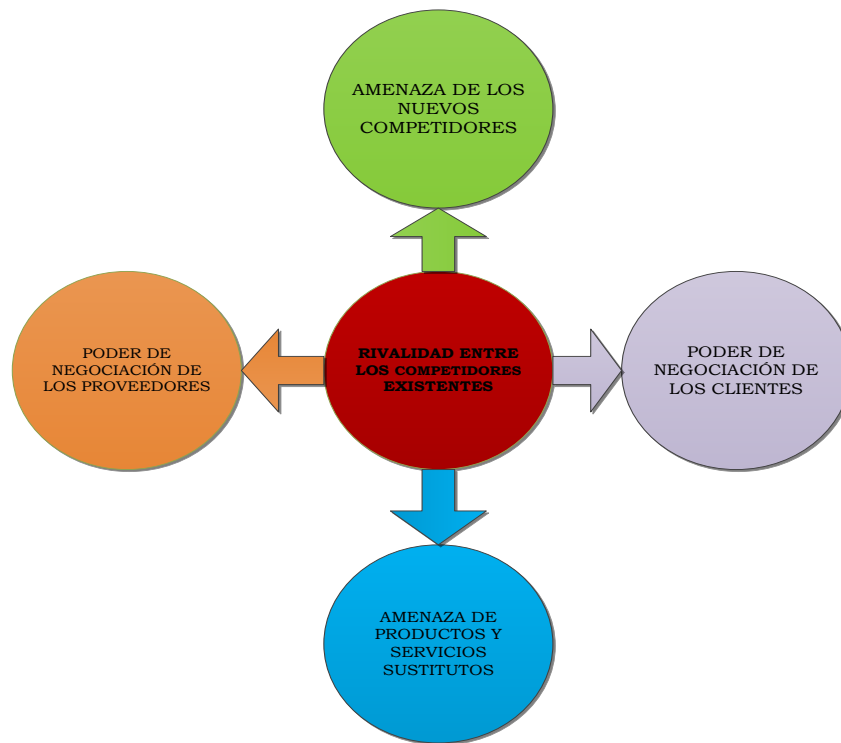 AMENAZA DE LOS
NUEVOS
COMPETIDORES
PODER DE
NEGOCIACIÓN DE
LOS PROVEEDORES
RIVALIDAD ENTRE
LOS COMPETIDORES
EXISTENTES
PODER DE
NEGOCIACIÓN DE
LOS CLIENTES
AMENAZA DE
PRODUCTOS Y
SERVICIOS
SUSTITUTOS